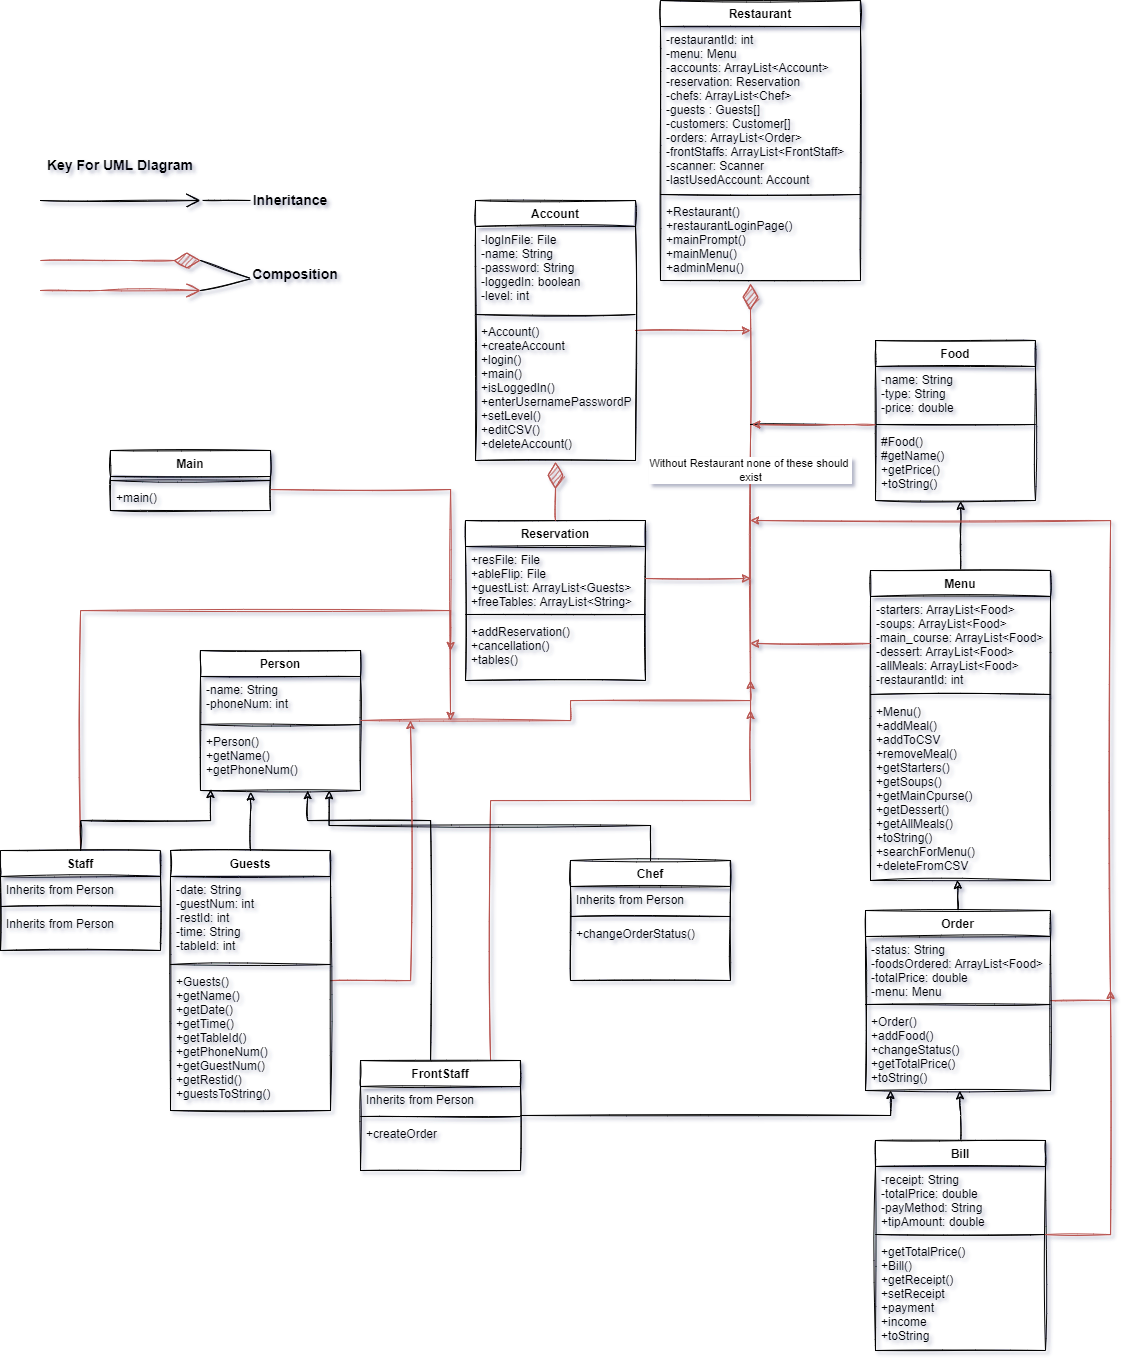 Restaurant
-restaurantId: int
-menu: Menu
-accounts: ArrayList<Account>
-reservation: Reservation
-chefs: ArrayList<Chef>
-guests : Guests[]
-customers: Customer[]
-orders: ArrayList<Order>
-frontStaffs: ArrayList<FrontStaff>
-scanner: Scanner
-lastUsedAccount: Account
+Restaurant()
+restaurantLoginPage()
+mainPrompt()
+mainMenu()
+adminMenu()
Key For UML DIagram
Inheritance
Composition
Account
-logInFile: File
-name: String
-password: String
-loggedIn: boolean
-level: int
+Account()
+createAccount
+login()
+main()
+isLoggedIn()
+enterUsernamePasswordP
+setLevel()
+editCSV()
+deleteAccount()
Food
-name: String
-type: String
-price: double
#Food()
#getName()
+getPrice()
+toString()
Without Restaurant none of these should
exist
Main
+main()
Reservation
+resFile: File
+ableFlip: File
+guestList: ArrayList<Guests>
+freeTables: ArrayList<String>
+addReservation()
+cancellation()
+tables()
Menu
-starters: ArrayList<Food>
-soups: ArrayList<Food>
-main_course: ArrayList<Food>
-dessert: ArrayList<Food>
-allMeals: ArrayList<Food>
-restaurantId: int
+Menu()
+addMeal()
+addToCSV
+removeMeal()
+getStarters()
+getSoups()
+getMainCpurse()
+getDessert()
+getAllMeals()
+toString()
+searchForMenu()
+deleteFromCSV
Person
-name: String
-phoneNum: int
+Person()
+getName()
+getPhoneNum()
Staff
Inherits from Person
Inherits from Person
Guests
-date: String
-guestNum: int
-restId: int
-time: String
-tableId: int
+Guests()
+getName()
+getDate()
+getTime()
+getTableId()
+getPhoneNum()
+getGuestNum()
+getRestid()
+guestsToString()
Chef
Inherits from Person
+changeOrderStatus()
Order
-status: String
-foodsOrdered: ArrayList<Food>
-totalPrice: double
-menu: Menu
+Order()
+addFood()
+changeStatus()
+getTotalPrice()
+toString()
FrontStaff
Inherits from Person
+createOrder
Bill
-receipt: String
-totalPrice: double
-payMethod: String
+tipAmount: double
+getTotalPrice()
+Bill()
+getReceipt()
+setReceipt
+payment
+income
+toString